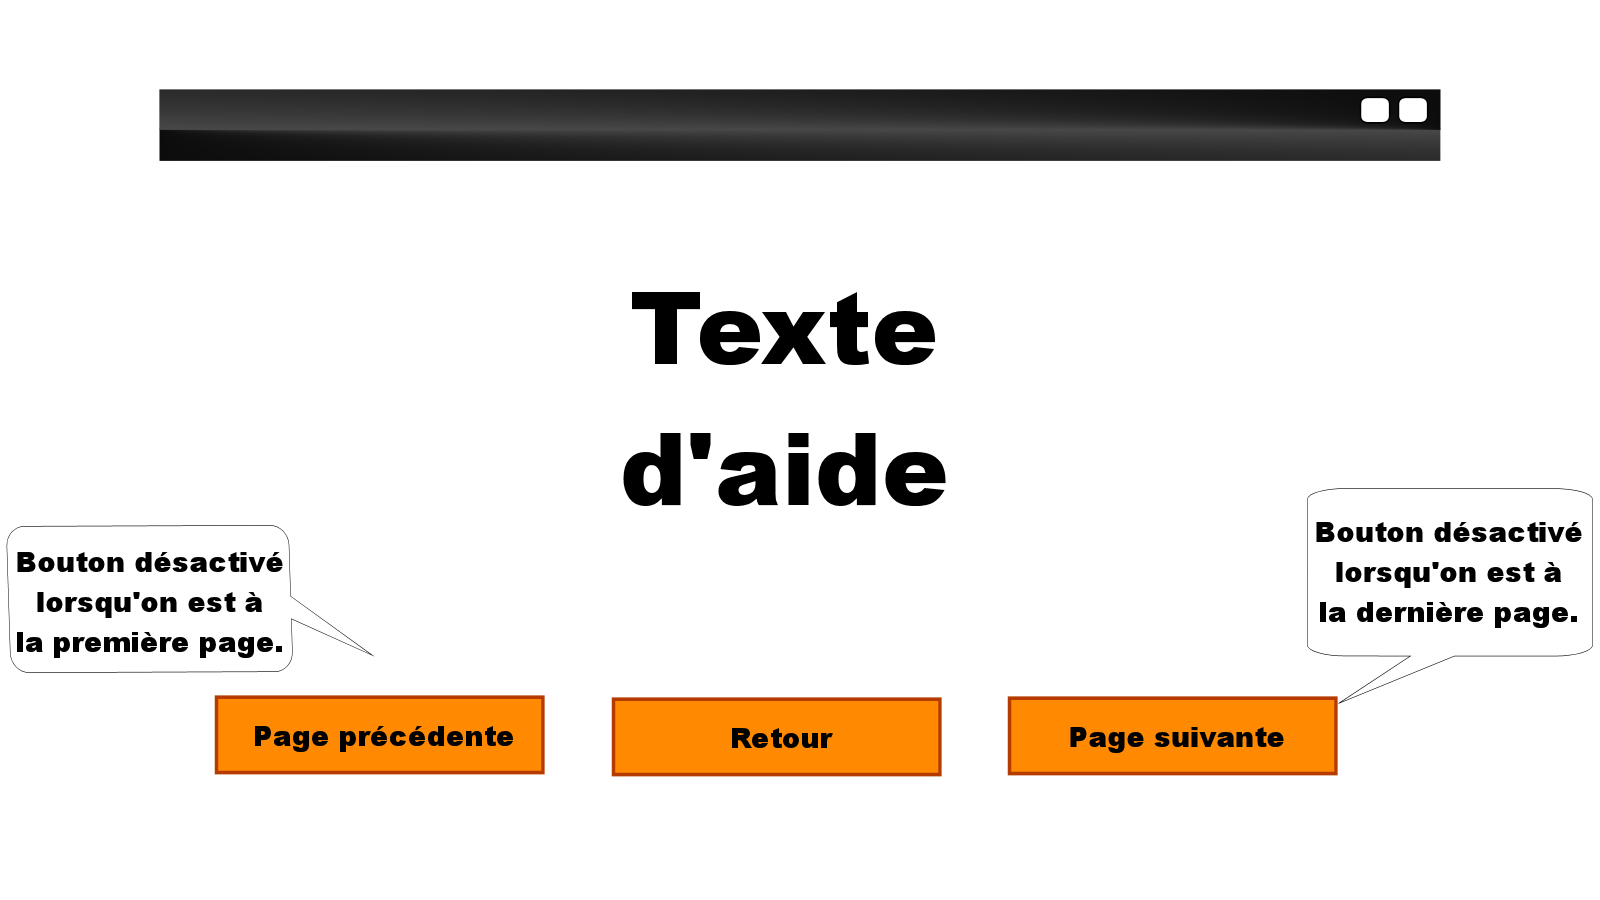 Texte
d'aide
Bouton désactivé
lorsqu'on est à
la première page.
Bouton désactivé
lorsqu'on est à
la dernière page.
Page précédente
Retour
Page suivante